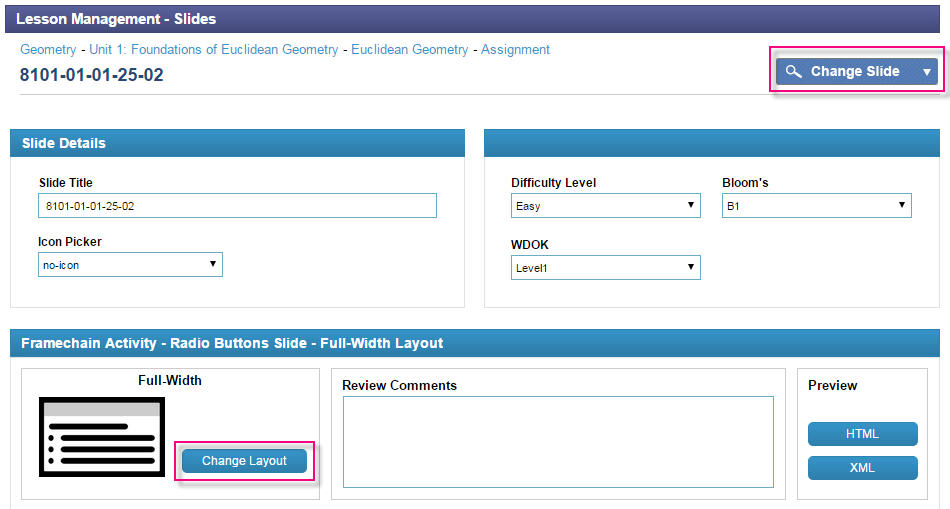 Lesson Management - Slides
Geometry - Unit 1: Foundations of Euclidean Geometry - Euclidean Geometry - Assignment
8101-01-01-25-02
Change Slide
Slide Details
Slide Title
8101-01-01-25-02
Icon Picker
no-icon
Difficulty Level
Bloom's
Easy
B1
WDOK
Level1
Framechain Activity - Radio Buttons Slide - Full-Width Layout
Full-Width
Change Layout
Review Comments
Preview
HTML
XML